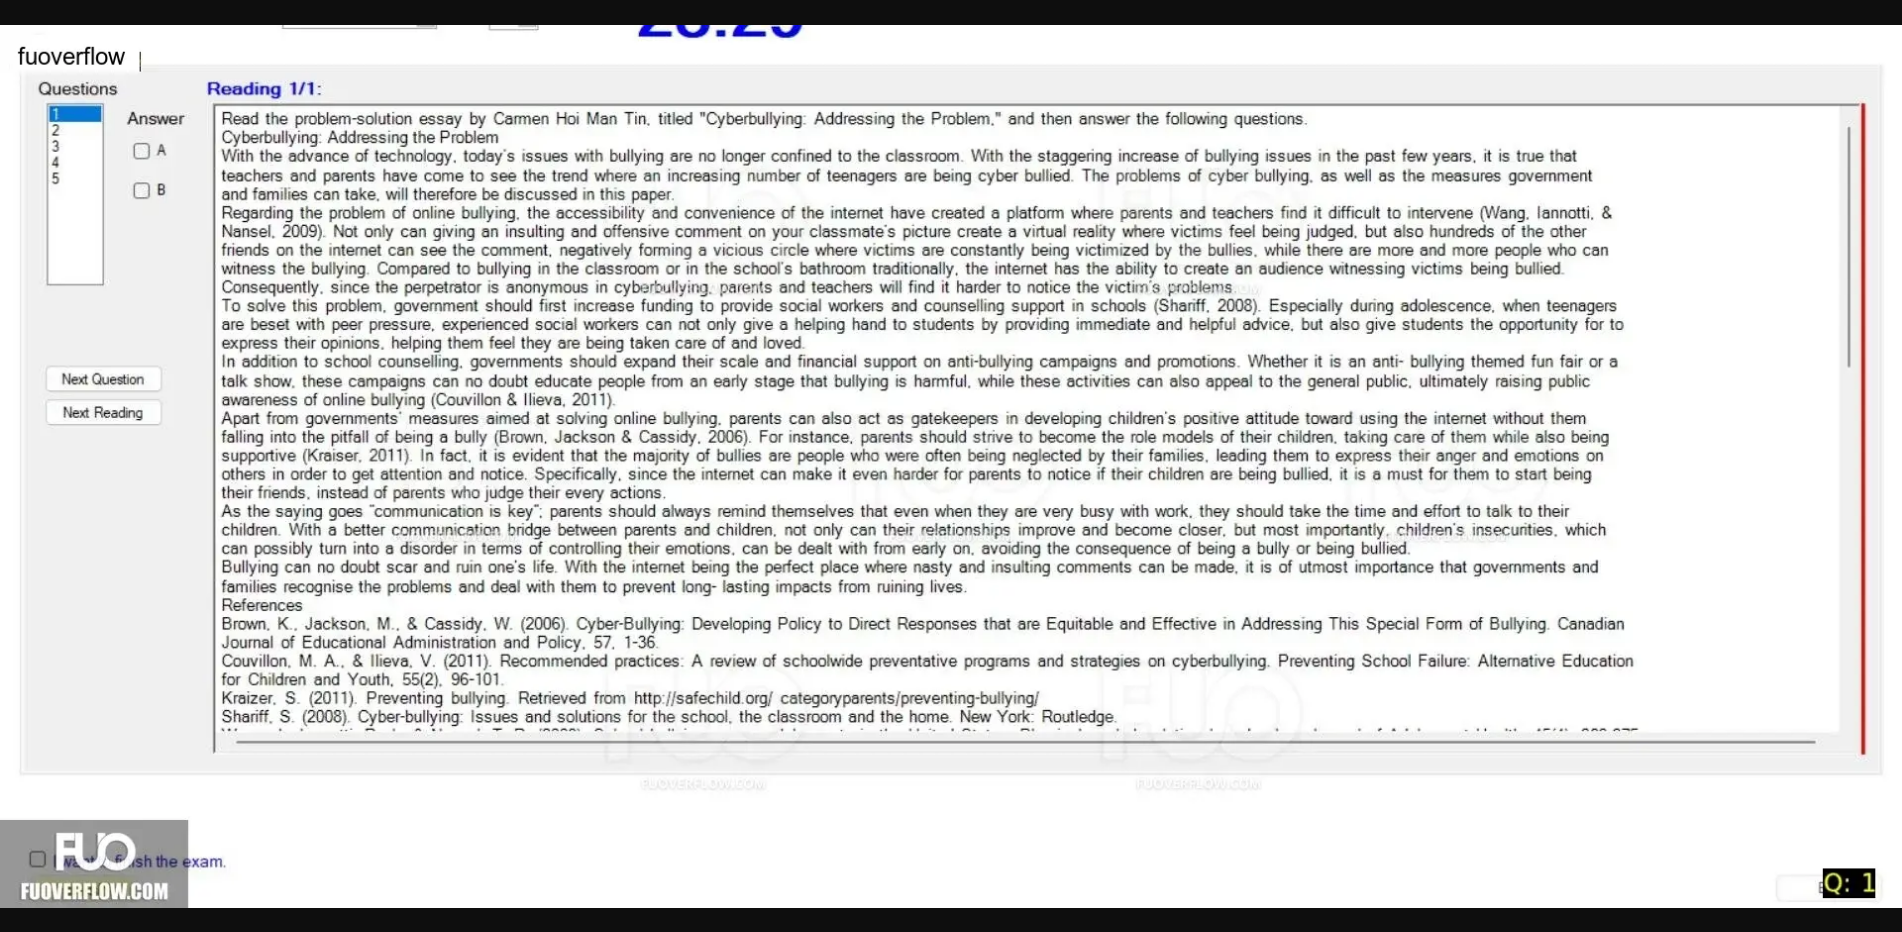 fuoverflow
Questions
Reading 1/1:
1
2
3
4
5
Answer
A
B
Next Question
Next Reading
Read the problem-solution essay by Carmen Hoi Man Tin, titled "Cyberbullying: Addressing the Problem," and then answer the following questions.
Cyberbullying: Addressing the Problem
With the advance of technology, today's issues with bullying are no longer confined to the classroom. With the staggering increase of bullying issues in the past few years, it is true that
teachers and parents have come to see the trend where an increasing number of teenagers are being cyber bullied. The problems of cyber bullying, as well as the measures government
and families can take, will therefore be discussed in this paper.
Regarding the problem of online bullying, the accessibility and convenience of the internet have created a platform where parents and teachers find it difficult to intervene (Wang, Iannotti, &
Nansel, 2009). Not only can giving an insulting and offensive comment on your classmate's picture create a virtual reality where victims feel being judged, but also hundreds of the other
friends on the internet can see the comment, negatively forming a vicious circle where victims are constantly being victimized by the bullies, while there are more and more people who can
witness the bullying. Compared to bullying in the classroom or in the school's bathroom traditionally, the internet has the ability to create an audience witnessing victims being bullied.
Consequently, since the perpetrator is anonymous in cyberbullying, parents and teachers will find it harder to notice the victim's problems.
To solve this problem, government should first increase funding to provide social workers and counselling support in schools (Shariff, 2008). Especially during adolescence, when teenagers
are beset with peer pressure, experienced social workers can not only give a helping hand to students by providing immediate and helpful advice, but also give students the opportunity for to
express their opinions, helping them feel they are being taken care of and loved.
In addition to school counselling, governments should expand their scale and financial support on anti-bullying campaigns and promotions. Whether it is an anti- bullying themed fun fair or a
talk show, these campaigns can no doubt educate people from an early stage that bullying is harmful, while these activities can also appeal to the general public, ultimately raising public
awareness of online bullying (Couvillon & Ilieva, 2011).
Apart from governments' measures aimed at solving online bullying, parents can also act as gatekeepers in developing children's positive attitude toward using the internet without them
falling into the pitfall of being a bully (Brown, Jackson & Cassidy, 2006). For instance, parents should strive to become the role models of their children, taking care of them while also being
supportive (Kraiser, 2011). In fact, it is evident that the majority of bullies are people who were often being neglected by their families, leading them to express their anger and emotions on
others in order to get attention and notice. Specifically, since the internet can make it even harder for parents to notice if their children are being bullied, it is a must for them to start being
their friends, instead of parents who judge their every actions.
As the saying goes "communication is key"; parents should always remind themselves that even when they are very busy with work, they should take the time and effort to talk to their
children. With a better communication bridge between parents and children, not only can their relationships improve and become closer, but most importantly, children's insecurities, which
can possibly turn into a disorder in terms of controlling their emotions, can be dealt with from early on, avoiding the consequence of being a bully or being bullied.
Bullying can no doubt scar and ruin one's life. With the internet being the perfect place where nasty and insulting comments can be made, it is of utmost importance that governments and
families recognise the problems and deal with them to prevent long- lasting impacts from ruining lives.
References
Brown, K., Jackson, M., & Cassidy, W. (2006). Cyber-Bullying: Developing Policy to Direct Responses that are Equitable and Effective in Addressing This Special Form of Bullying. Canadian
Journal of Educational Administration and Policy, 57, 1-36.
Couvillon, M. A., & Ilieva, V. (2011). Recommended practices: A review of schoolwide preventative programs and strategies on cyberbullying. Preventing School Failure: Alternative Education
for Children and Youth, 55(2), 96-101.
Kraizer, S. (2011). Preventing bullying. Retrieved from http://safechild.org/ categoryparents/preventing-bullying/
Shariff, S. (2008). Cyber-bullying: Issues and solutions for the school, the classroom and the home. New York: Routledge.
FUOVERFLOW.COM
FUOVERFLOW.COM
the exam.
FUO
FUOVERFLOW.COM
Q: 1